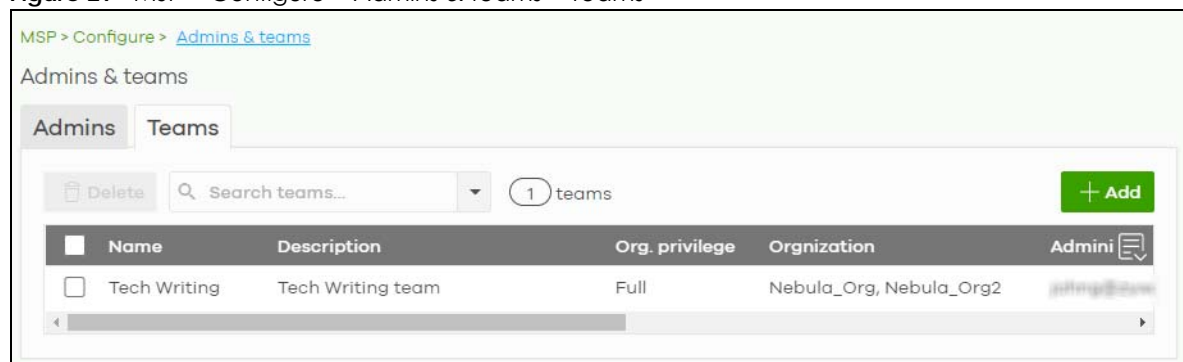 MSP > Configure > Admins & teams
Admins & teams
Admins Teams
Delete Search teams... 1 teams + Add
Name Description Org. privilege Orgnization Admini
Tech Writing Tech Writing team Full Nebula_Org, Nebula_Org2